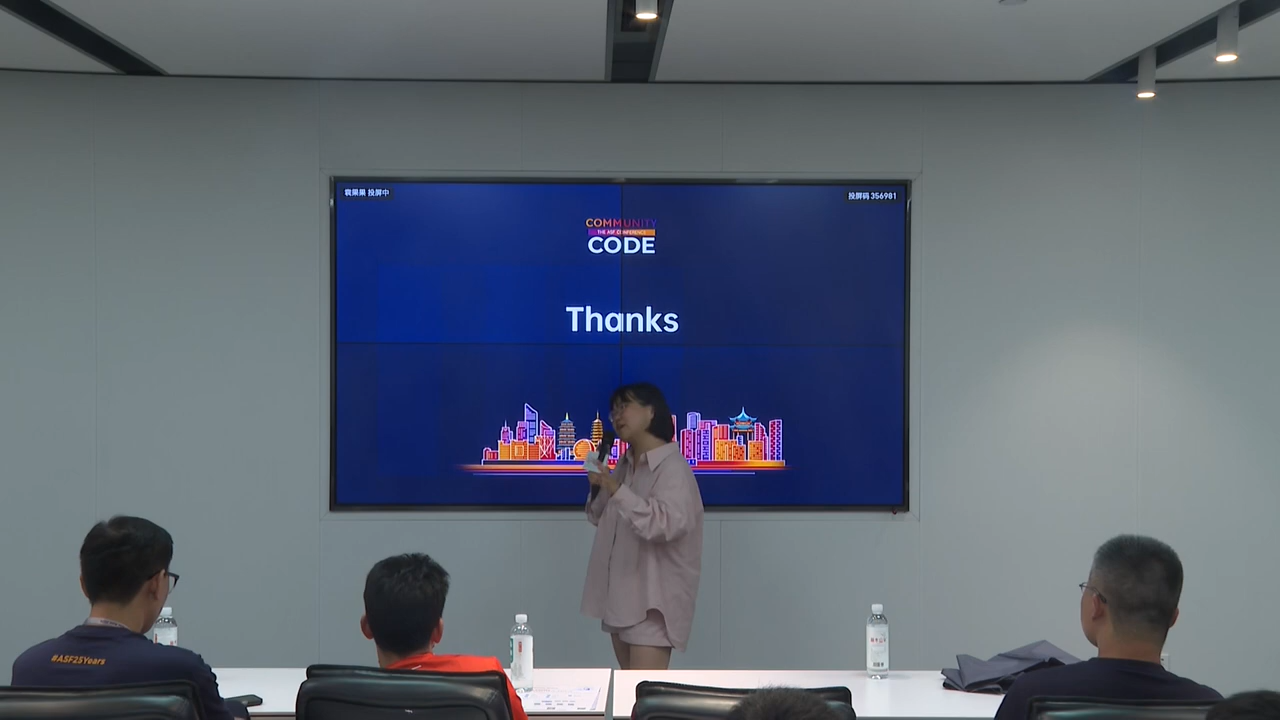 袁果果 投屏中
投屏码 356981
COMMUNITY
THE ASF CONFERENCE
CODE
Thanks
#ASF25Years